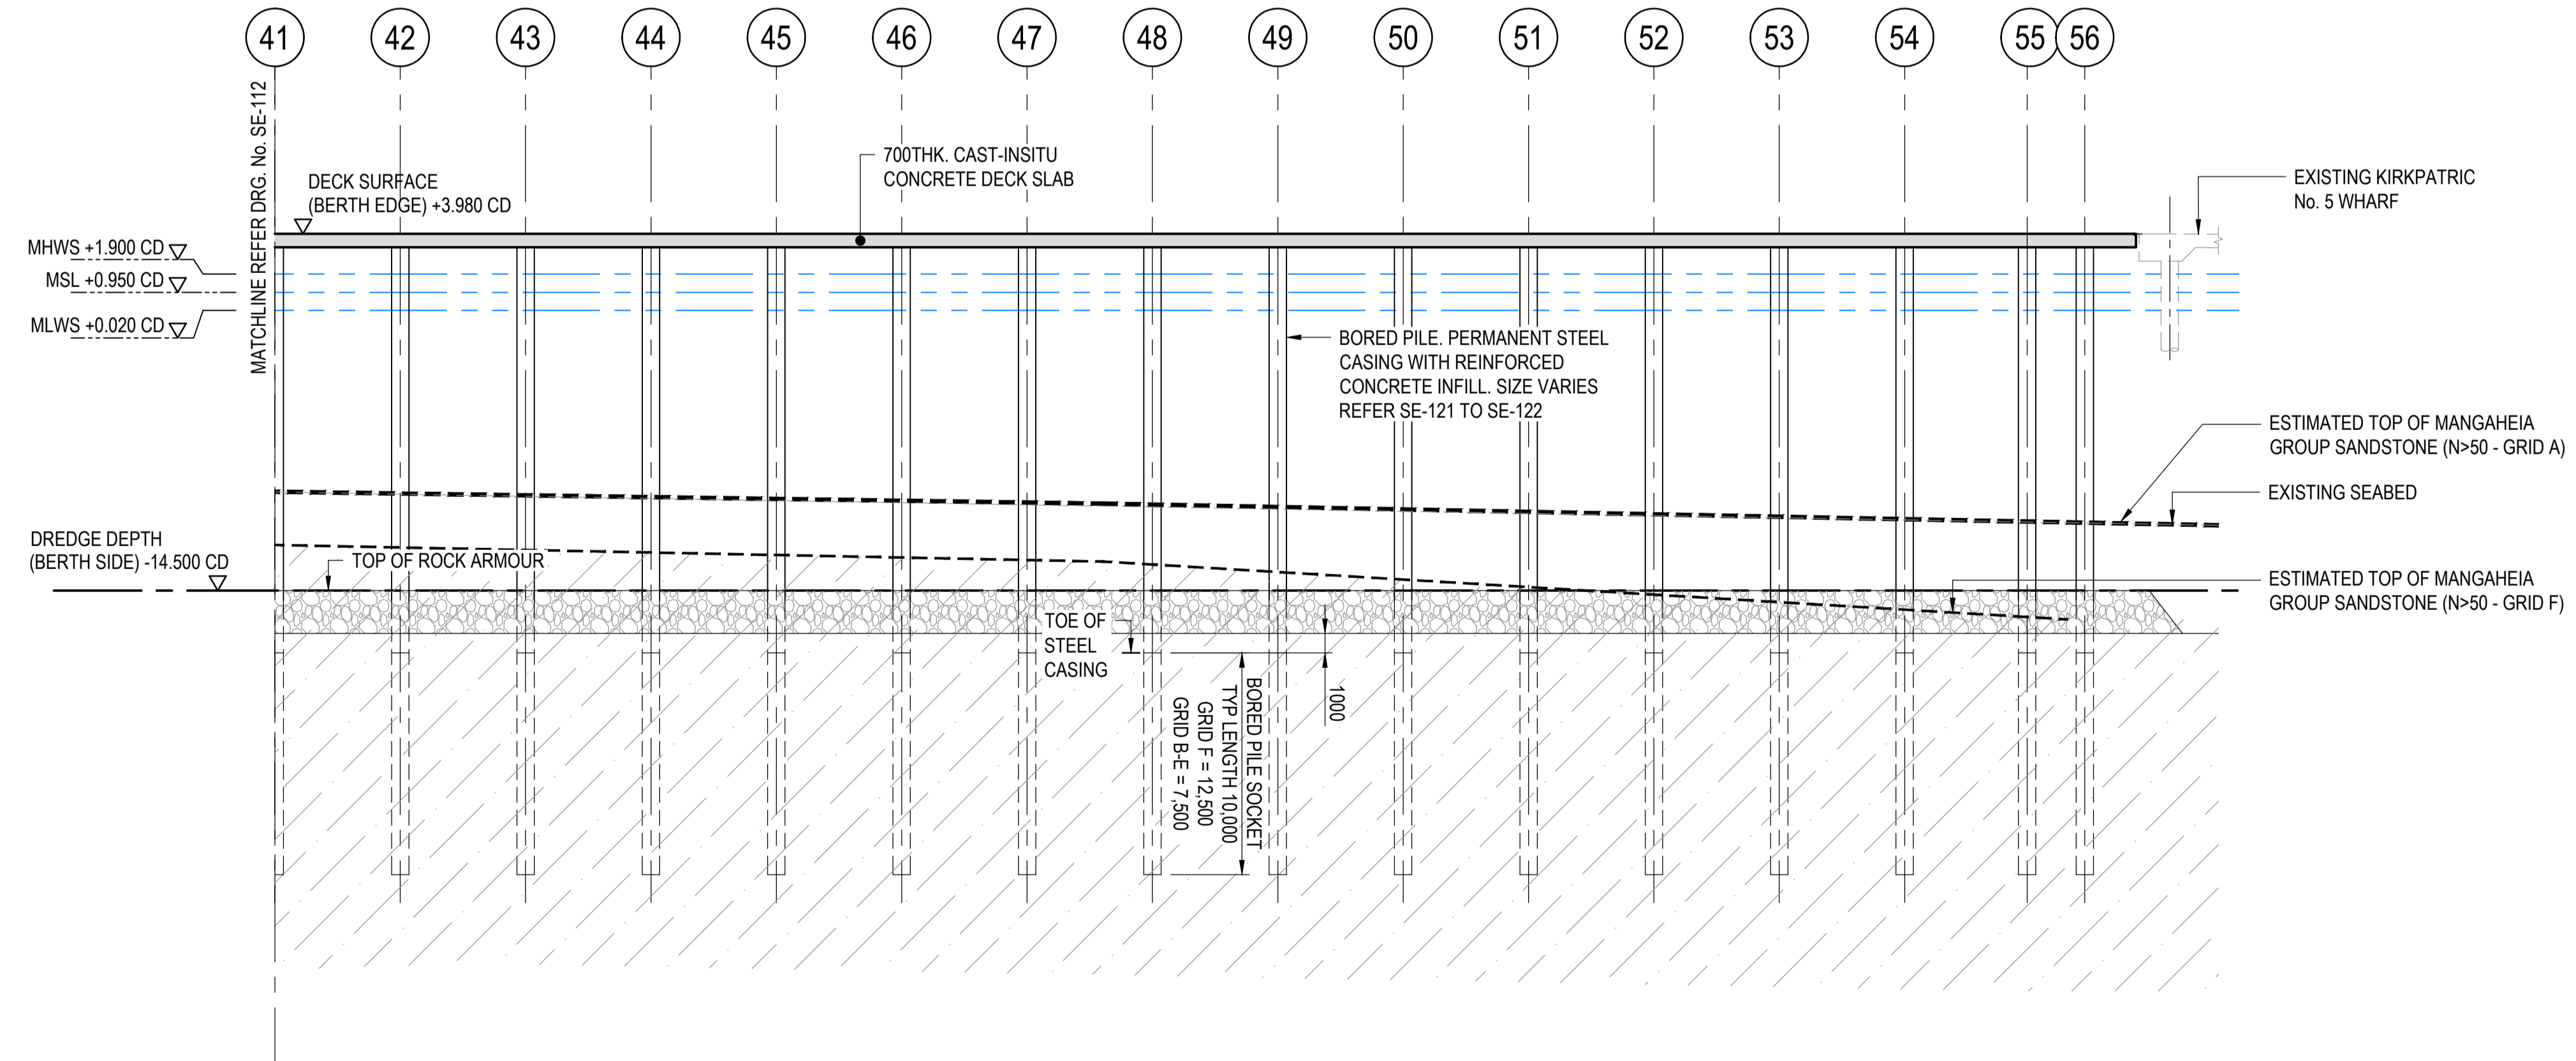 41 42 43 44 45 46 47 48 49 50 51 52 53 54 55 56
MATCHLINE REFER DRG. No. SE-112
700THK. CAST-INSITU
CONCRETE DECK SLAB
DECK SURFACE
(BERTH EDGE) +3.980 CD
EXISTING KIRKPATRIC
No. 5 WHARF
MHWS +1.900 CD
MSL +0.950 CD
MLWS +0.020 CD
BORED PILE. PERMANENT STEEL
CASING WITH REINFORCED
CONCRETE INFILL. SIZE VARIES
REFER SE-121 TO SE-122
ESTIMATED TOP OF MANGAHEIA
GROUP SANDSTONE (N>50 - GRID A)
EXISTING SEABED
DREDGE DEPTH
(BERTH SIDE) -14.500 CD
TOP OF ROCK ARMOUR
ESTIMATED TOP OF MANGAHEIA
GROUP SANDSTONE (N>50 - GRID F)
TOE OF
STEEL
CASING
BORED PILE SOCKET
TYP LENGTH 10,000
GRID F = 12,500
GRID B-E = 7,500
1000